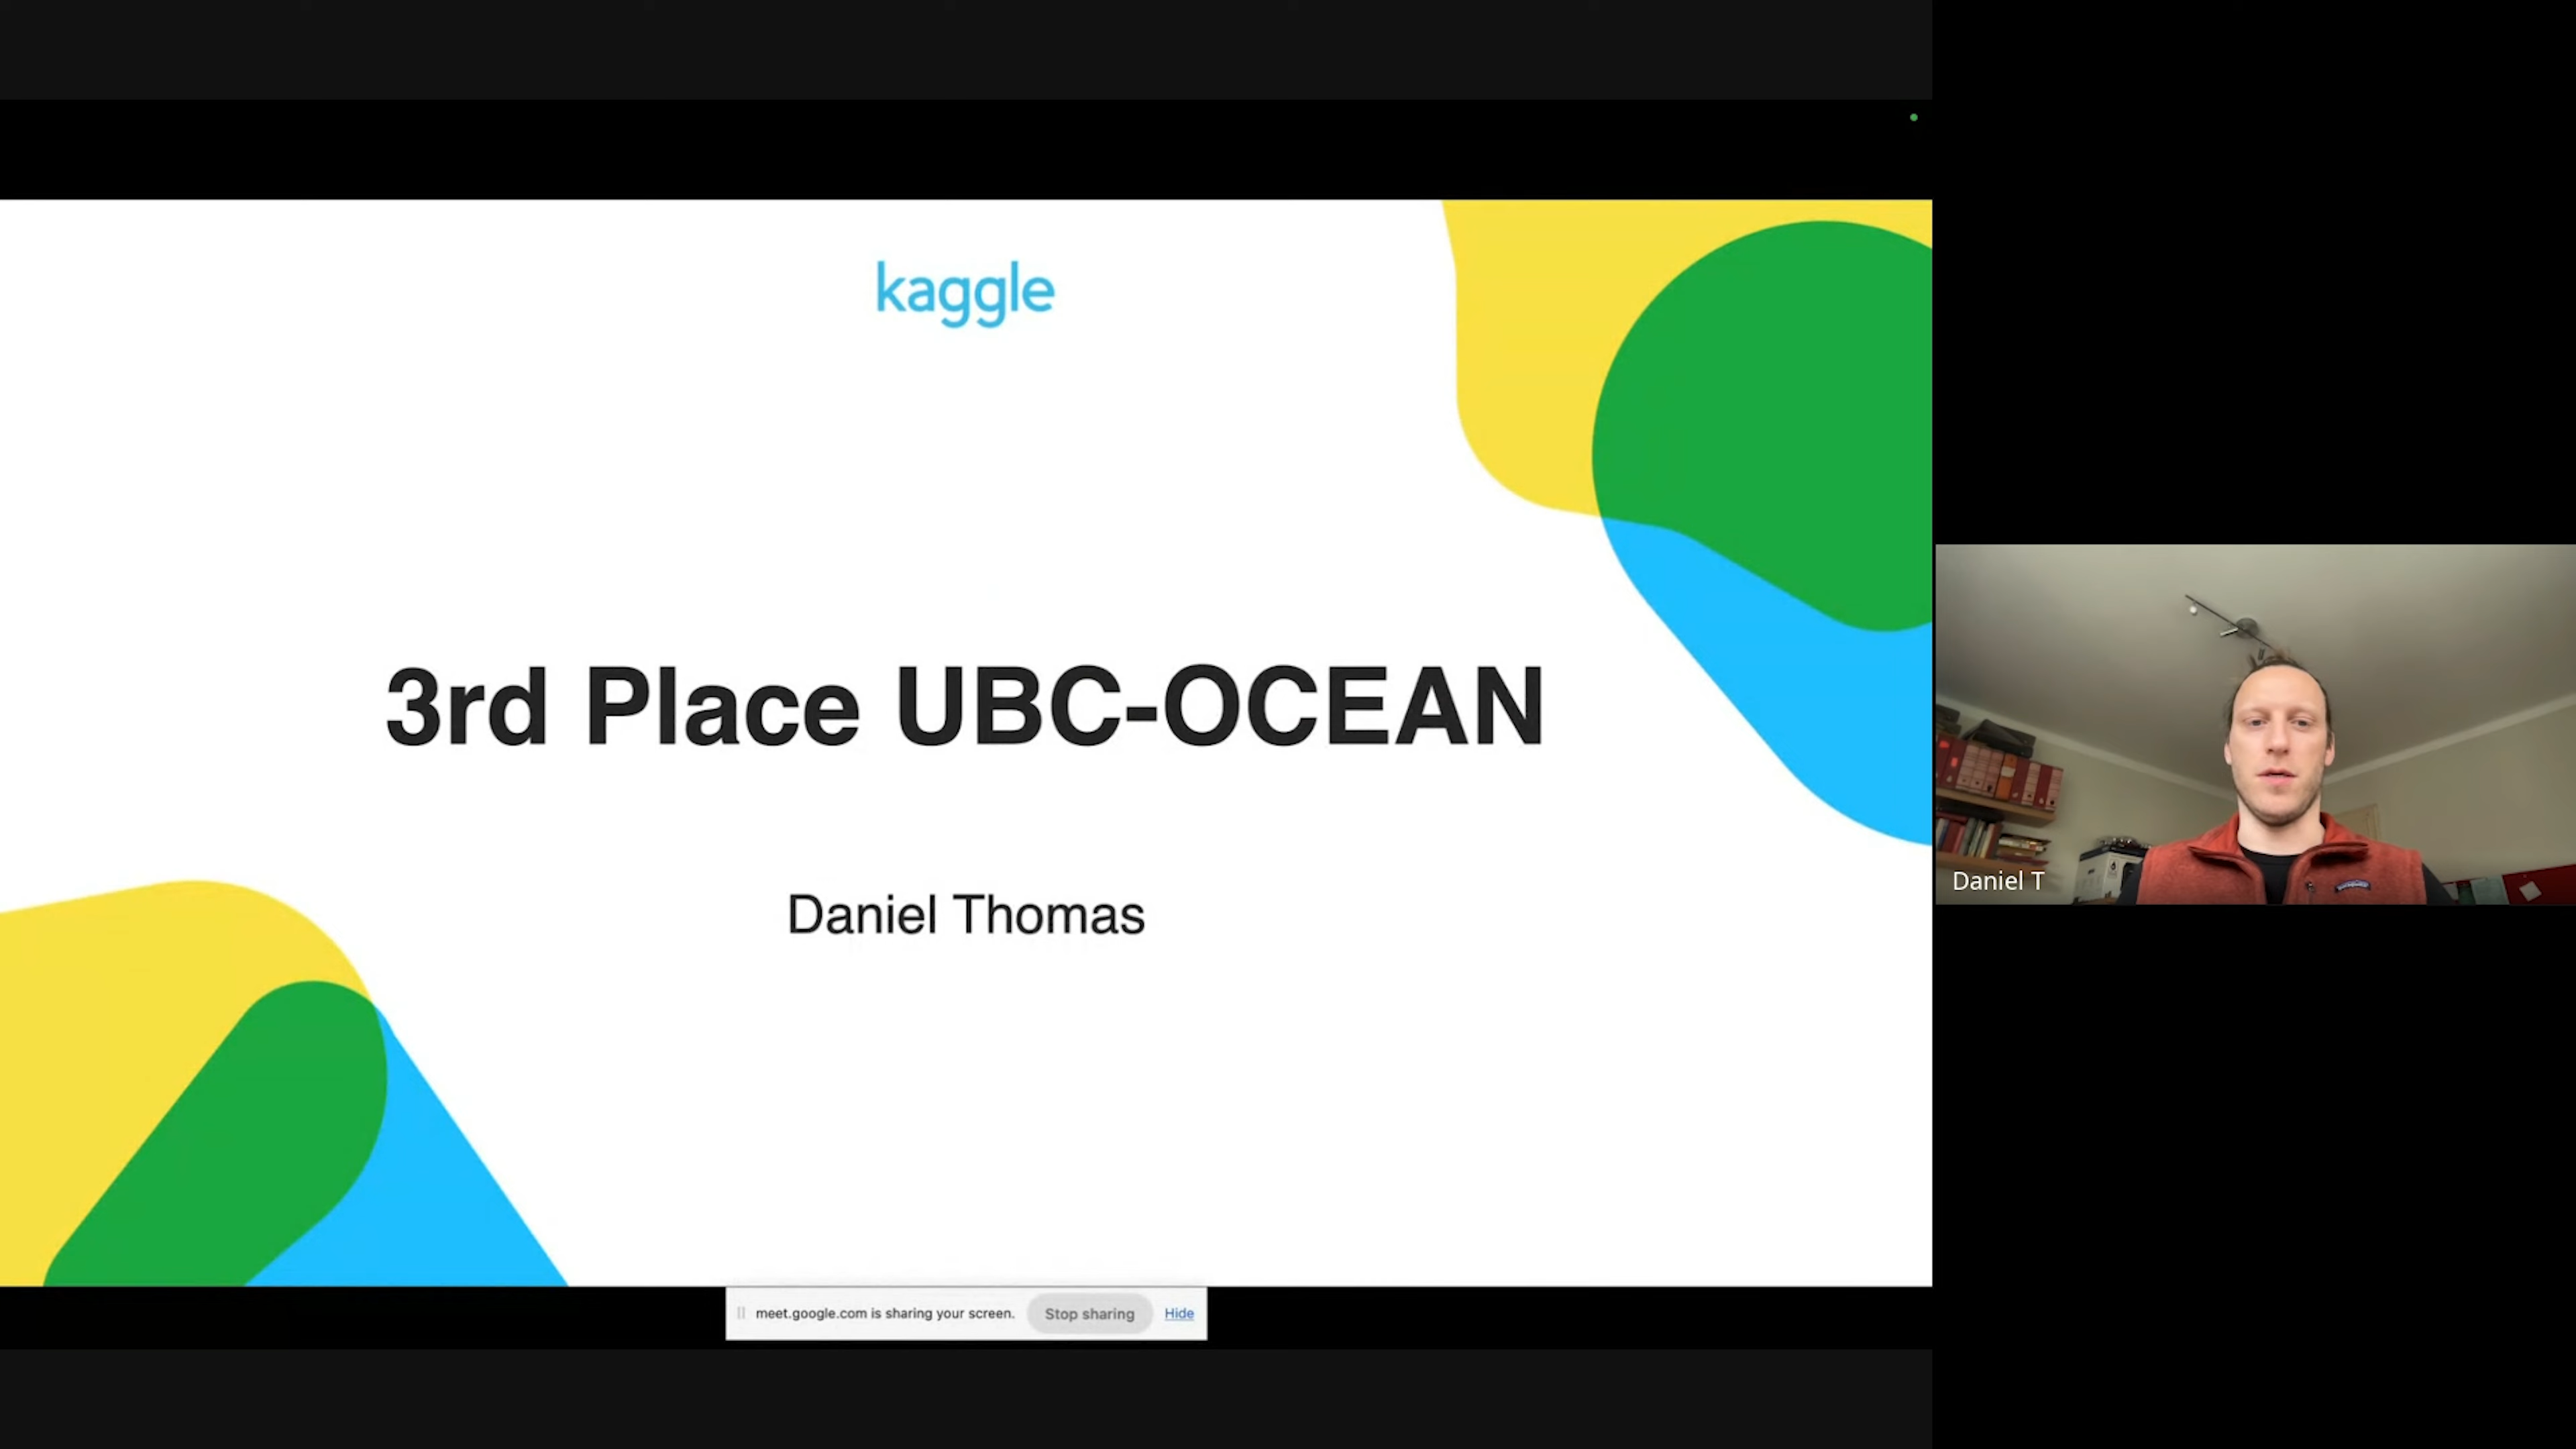 kaggle
3rd Place UBC-OCEAN
Daniel Thomas
Daniel T
meet.google.com is sharing your screen. Stop sharing Hide